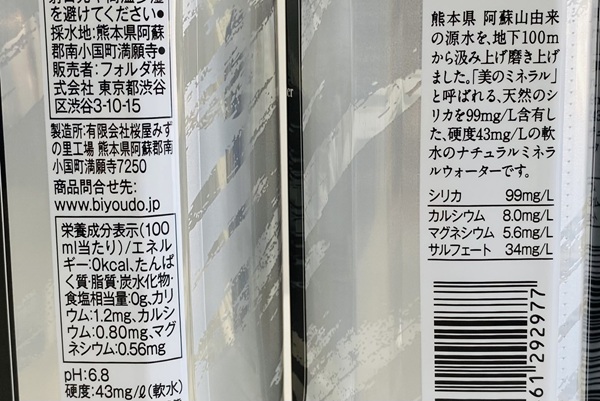 を避けてください●
採水地:熊本県阿蘇
郡南小国町満願寺●
販売者:フォルダ株
式会社 東京都渋谷
区渋谷3-10-15
製造所:有限会社桜屋みず
の里工場 熊本県阿蘇郡南
小国町満願寺7250
商品問合せ先:
www.biyoudo.jp
栄養成分表示(100
ml当たり)/エネル
ギー:0kcal,たんぱ
く質･脂質･炭水化物･
食塩相当量:0g,カリ
ウム:1.2mg,カルシ
ウム:0.80mg,マグ
ネシウム:0.56mg
pH:6.8
硬度:43mg/ℓ(軟水)
熊本県 阿蘇山由来
の源水を、地下100m
から汲み上げ磨き上げ
ました。「美のミネラル」
と呼ばれる、天然のシ
リカを99mg/L含有し
た、硬度43mg/Lの軟
水のナチュラルミネラ
ルウォーターです。
シリカ 99mg/L
カルシウム 8.0mg/L
マグネシウム 5.6mg/L
サルフェート 34mg/L
61292977